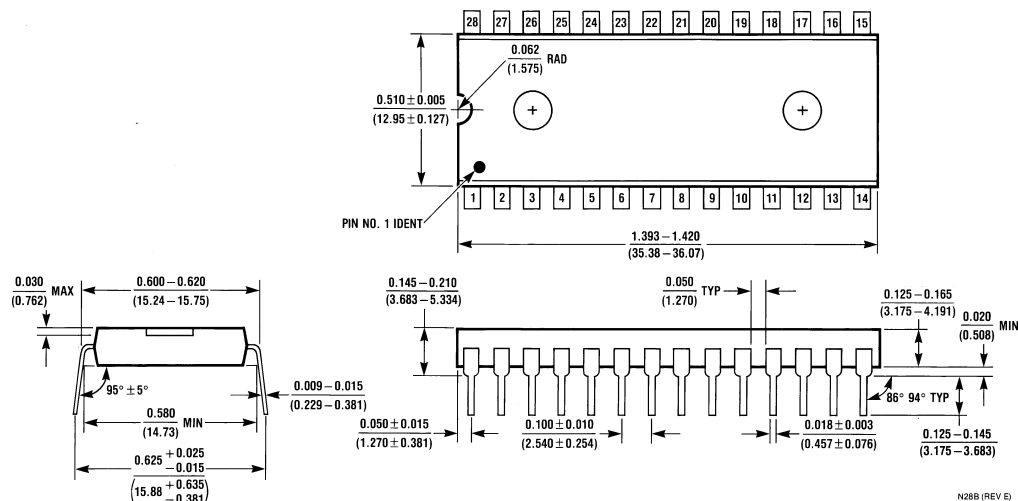 28 27 26 25 24 23 22 21 20 19 18 17 16 15
0.062
(1.575)
RAD
0.510 ± 0.005
(12.95 ± 0.127)
PIN NO. 1 IDENT
1 2 3 4 5 6 7 8 9 10 11 12 13 14
1.393 – 1.420
(35.38 – 36.07)
0.030
(0.762)
MAX
0.600 – 0.620
(15.24 – 15.75)
95° ± 5°
0.580
(14.73)
MIN
0.009 – 0.015
(0.229 – 0.381)
0.625 +0.025
–0.015
(15.88 +0.635
–0.381)
0.145 – 0.210
(3.683 – 5.334)
0.050
(1.270)
TYP
0.125 – 0.165
(3.175 – 4.191)
0.020
(0.508)
MIN
86° 94° TYP
0.050 ± 0.015
(1.270 ± 0.381)
0.100 ± 0.010
(2.540 ± 0.254)
0.018 ± 0.003
(0.457 ± 0.076)
0.125 – 0.145
(3.175 – 3.683)
N28B (REV E)